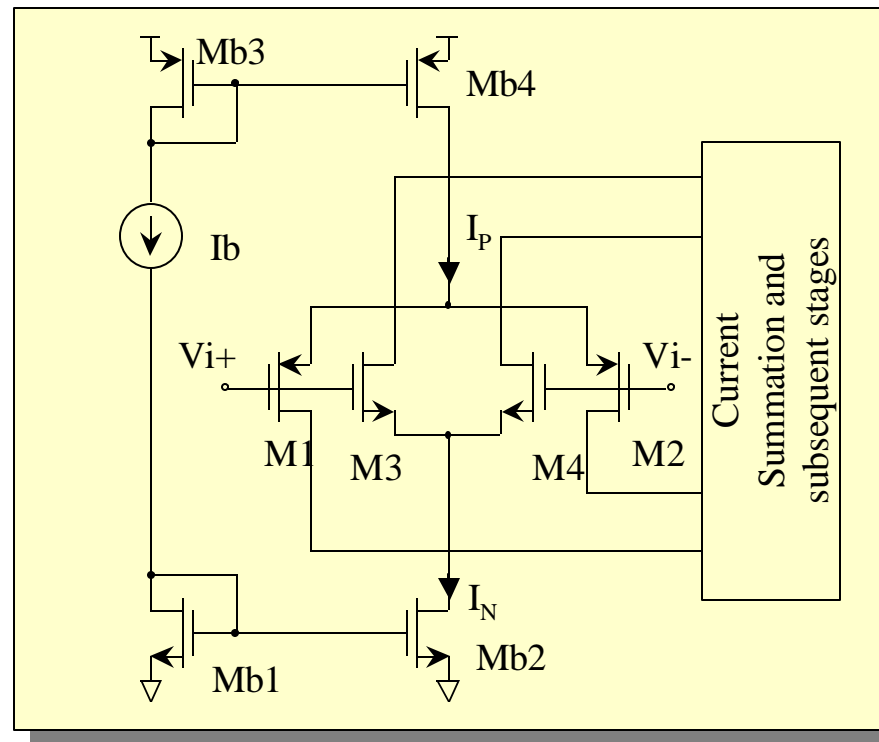 Mb3
Mb4
Ib
I_P
Vi+
Vi-
M1
M3
M4
M2
I_N
Mb1
Mb2
Current
Summation and
subsequent stages